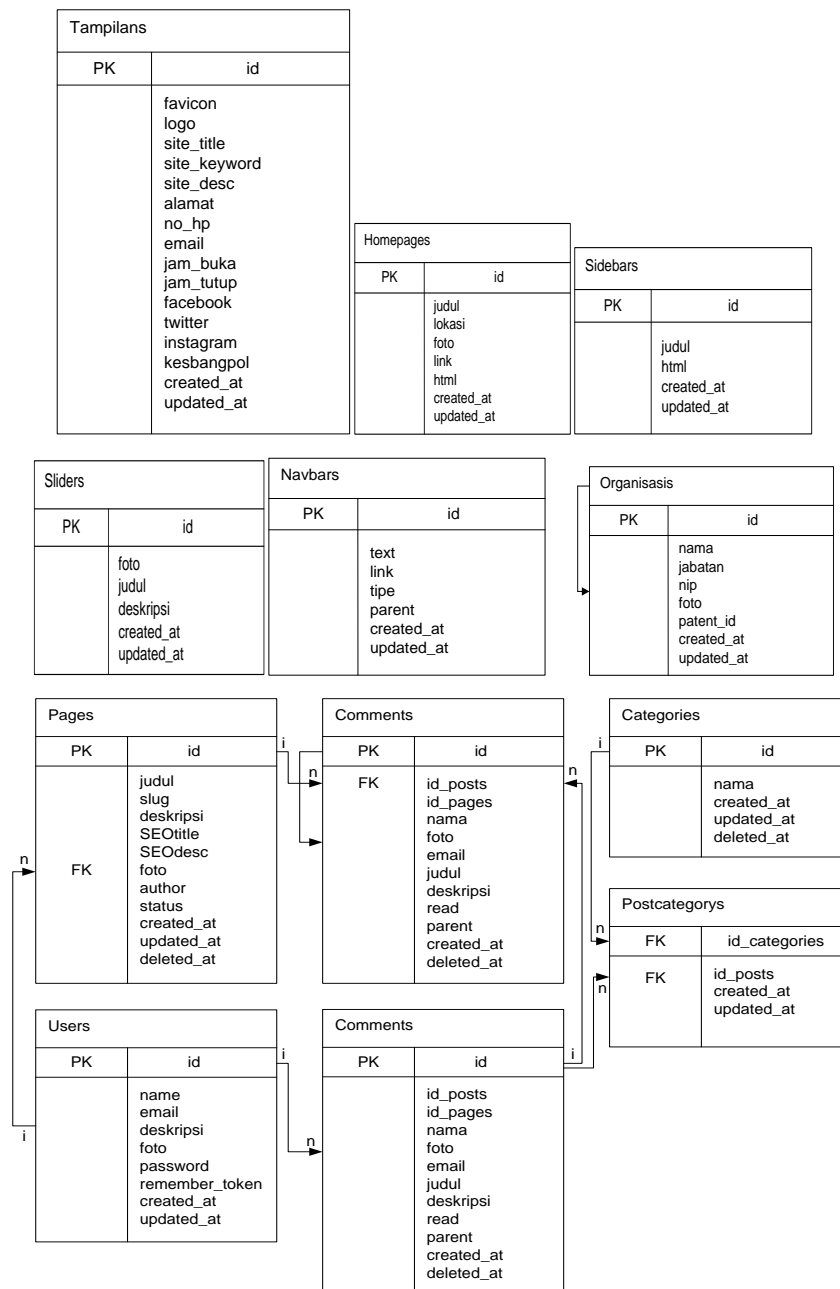 Tampilans
PK id
favicon
logo
site_title
site_keyword
site_desc
alamat
no_hp
email
jam_buka
jam_tutup
facebook
twitter
instagram
kesbangpol
created_at
updated_at
Homepages
PK id
judul
lokasi
foto
link
html
created_at
updated_at
Sidebars
PK id
judul
html
created_at
updated_at
Sliders
PK id
foto
judul
deskripsi
created_at
updated_at
Navbars
PK id
text
link
tipe
parent
created_at
updated_at
Organisasis
PK id
nama
jabatan
nip
foto
patent_id
created_at
updated_at
Pages
PK id
judul
slug
deskripsi
SEOtitle
SEOdesc
FK foto
author
status
created_at
updated_at
deleted_at
i
n
n
Comments
PK id
FK id_posts
id_pages
nama
foto
email
judul
deskripsi
read
parent
created_at
deleted_at
n
i
Categories
PK id
nama
created_at
updated_at
deleted_at
Postcategorys
n
FK id_categories
FK id_posts
n
created_at
updated_at
Users
PK id
name
email
deskripsi
foto
password
remember_token
created_at
updated_at
i
i
n
Comments
PK id
id_posts
id_pages
nama
foto
email
judul
deskripsi
read
parent
created_at
deleted_at
i